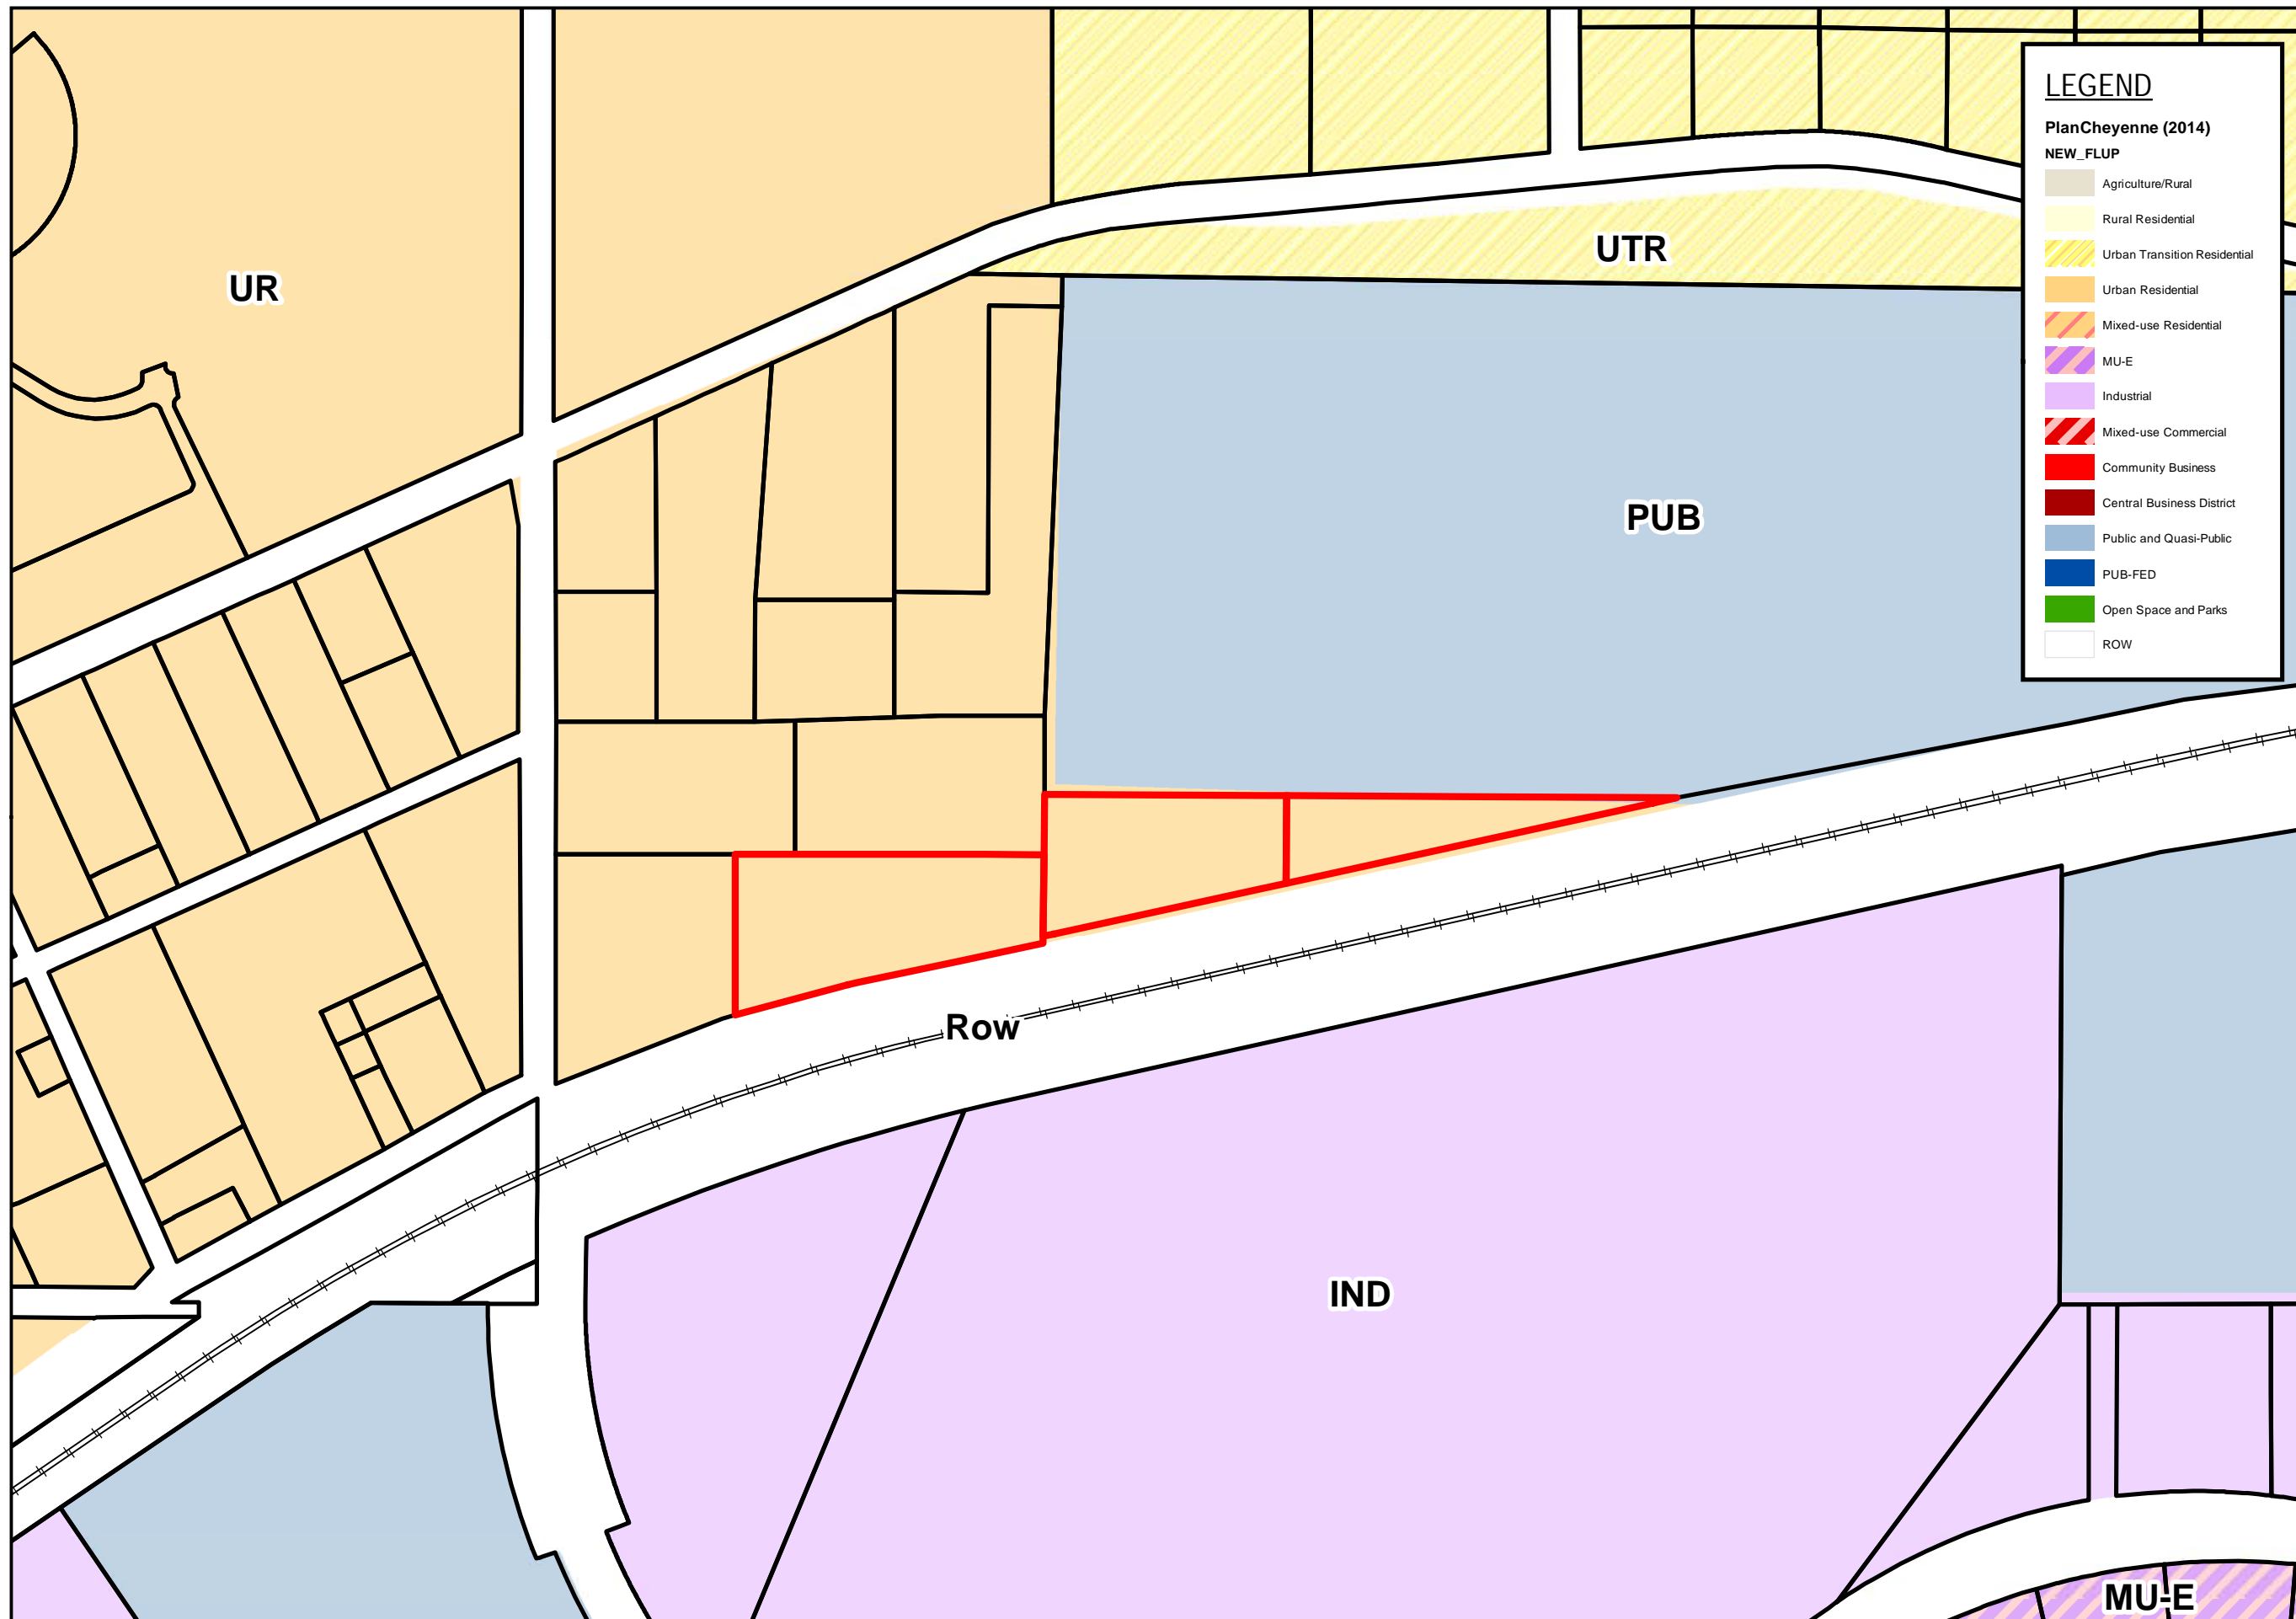 LEGEND
PlanCheyenne (2014)
NEW_FLUP
Agriculture/Rural
Rural Residential
Urban Transition Residential
Urban Residential
Mixed-use Residential
MU-E
Industrial
Mixed-use Commercial
Community Business
Central Business District
Public and Quasi-Public
PUB-FED
Open Space and Parks
ROW
UTR
UR
PUB
Row
IND
MU-E